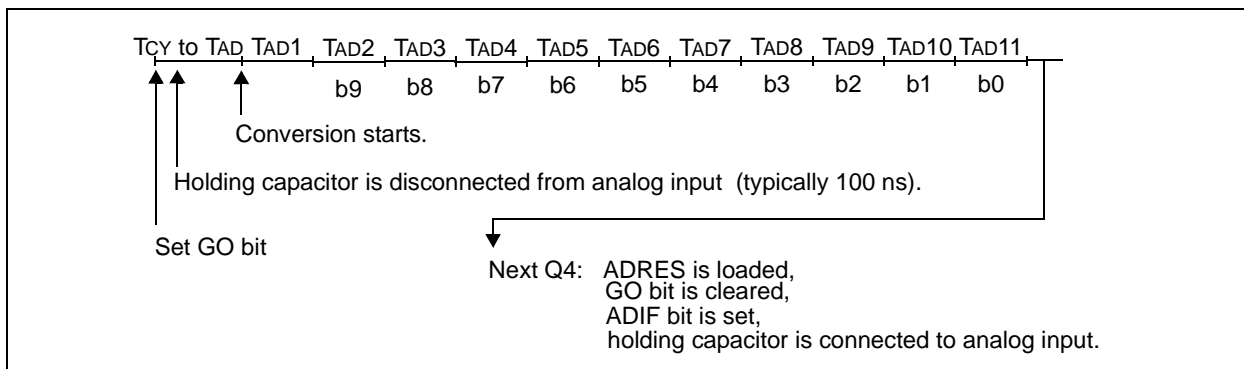 TCY to TAD TAD1 TAD2 TAD3 TAD4 TAD5 TAD6 TAD7 TAD8 TAD9 TAD10 TAD11
b9 b8 b7 b6 b5 b4 b3 b2 b1 b0
Conversion starts.
Holding capacitor is disconnected from analog input (typically 100 ns).
Set GO bit
Next Q4: ADRES is loaded,
GO bit is cleared,
ADIF bit is set,
holding capacitor is connected to analog input.